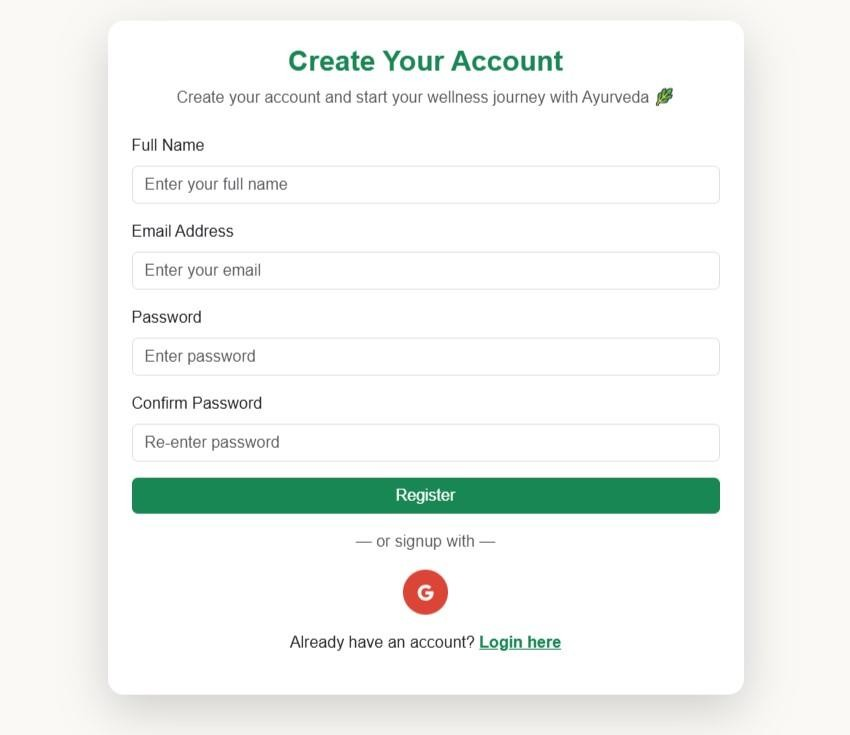 Create Your Account
Create your account and start your wellness journey with Ayurveda 🌿
Full Name
Enter your full name
Email Address
Enter your email
Password
Enter password
Confirm Password
Re-enter password
Register
— or signup with —
G
Already have an account? Login here